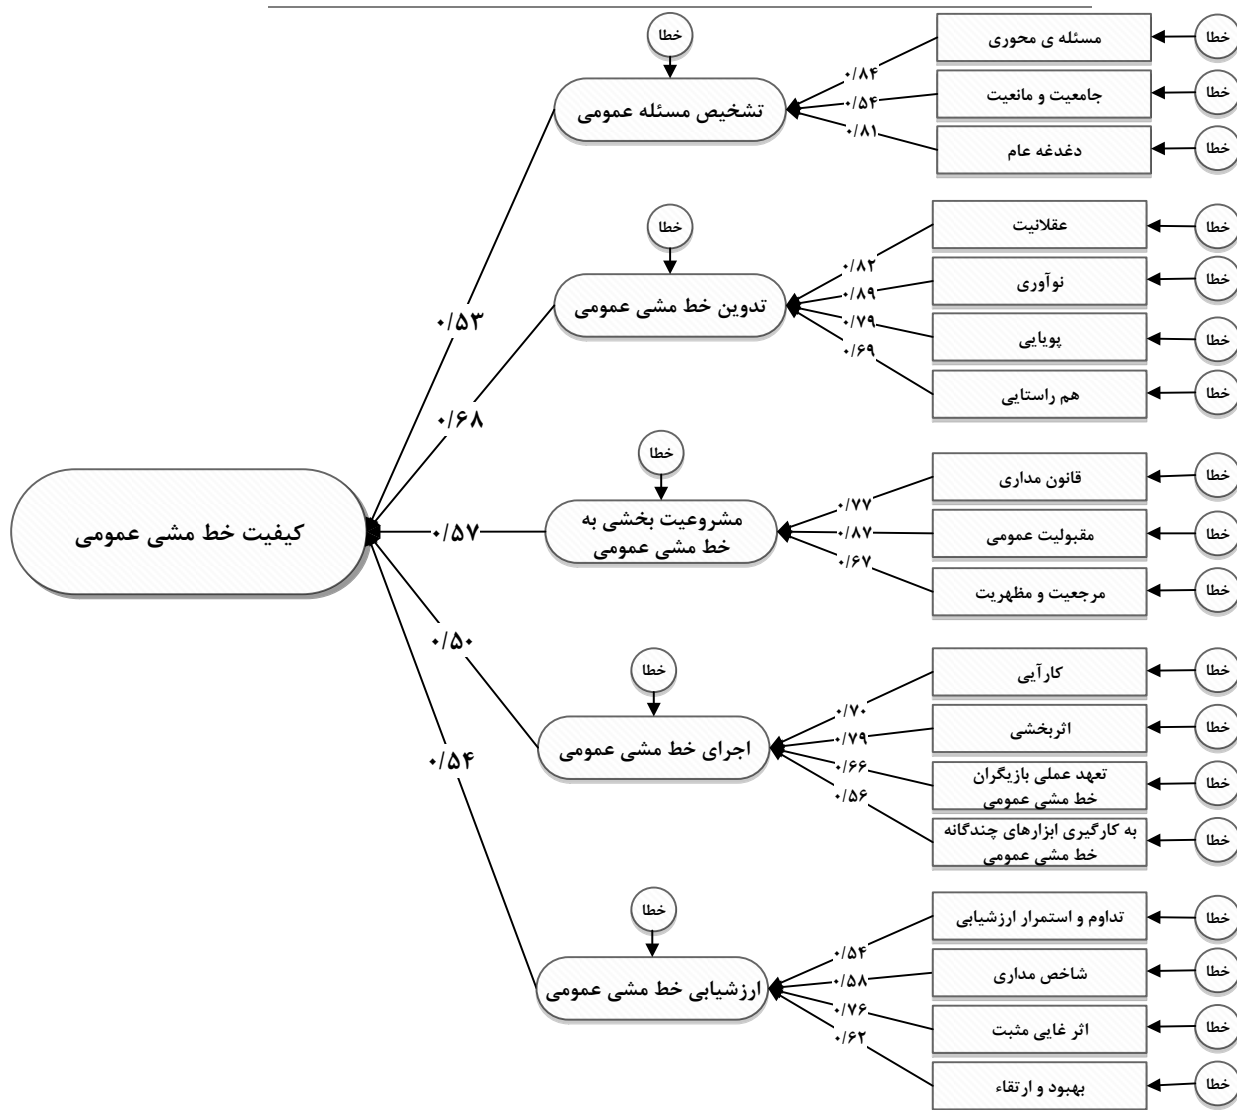 خطا
مسئله ی محوری
خطا
۰/۸۴
تشخیص مسئله عمومی
جامعیت و مانعیت
خطا
۰/۵۴
۰/۸۱
دغدغه عام
خطا
خطا
عقلانیت
خطا
۰/۸۲
تدوین خط مشی عمومی
نوآوری
خطا
۰/۸۹
۰/۷۹
پویایی
خطا
۰/۶۹
هم راستایی
خطا
۰/۵۳
۰/۶۸
خطا
قانون مداری
خطا
۰/۷۷
کیفیت خط مشی عمومی
۰/۵۷
مشروعیت بخشی به
خط مشی عمومی
مقبولیت عمومی
خطا
۰/۸۷
۰/۶۷
مرجعیت و مظهریت
خطا
۰/۵۰
خطا
کارآیی
خطا
۰/۷۰
اجرای خط مشی عمومی
اثربخشی
خطا
۰/۷۹
۰/۶۶
تعهد عملی بازیگران
خط مشی عمومی
خطا
۰/۵۶
به کارگیری ابزارهای چندگانه
خط مشی عمومی
خطا
۰/۵۴
خطا
تداوم و استمرار ارزشیابی
خطا
۰/۵۴
ارزشیابی خط مشی عمومی
شاخص مداری
خطا
۰/۵۸
۰/۷۶
اثر غایی مثبت
خطا
۰/۶۲
بهبود و ارتقاء
خطا